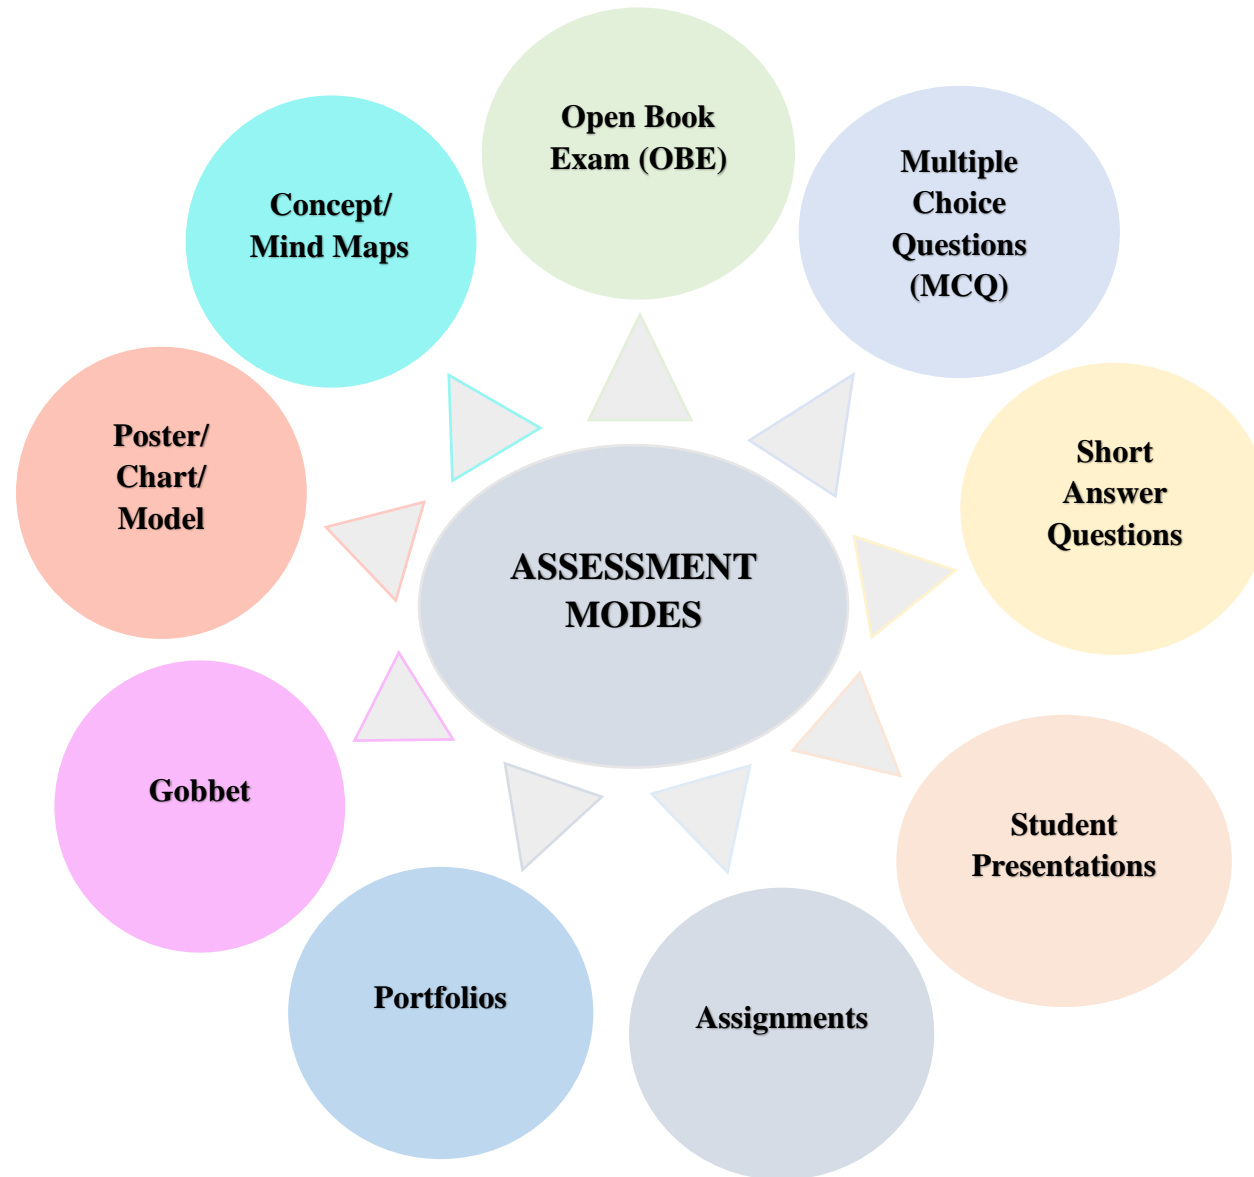 Open Book
Exam (OBE)
Multiple
Choice
Questions
(MCQ)
Concept/
Mind Maps
Short
Answer
Questions
Poster/
Chart/
Model
ASSESSMENT
MODES
Gobbet
Student
Presentations
Portfolios
Assignments